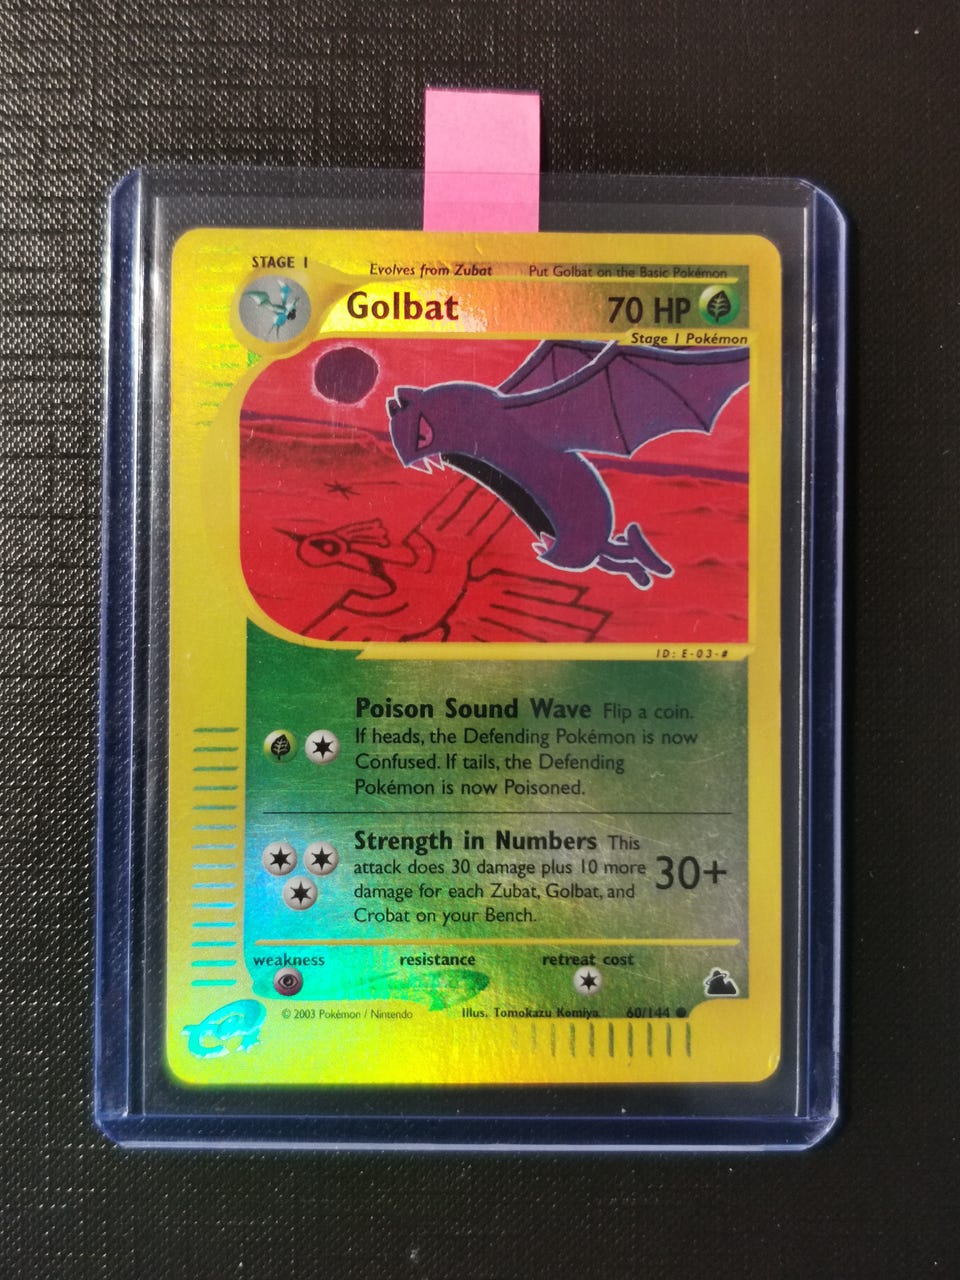 STAGE 1
Evolves from Zubat
Put Golbat on the Basic Pokémon
Golbat
70 HP
Stage 1 Pokémon
ID: E-03-#
Poison Sound Wave Flip a coin.
If heads, the Defending Pokémon is now
Confused. If tails, the Defending
Pokémon is now Poisoned.
Strength in Numbers This
attack does 30 damage plus 10 more
damage for each Zubat, Golbat, and
Crobat on your Bench.
30+
weakness
resistance
retreat cost
© 2003 Pokémon / Nintendo
Illus. Tomokazu Komiya
60/144
e